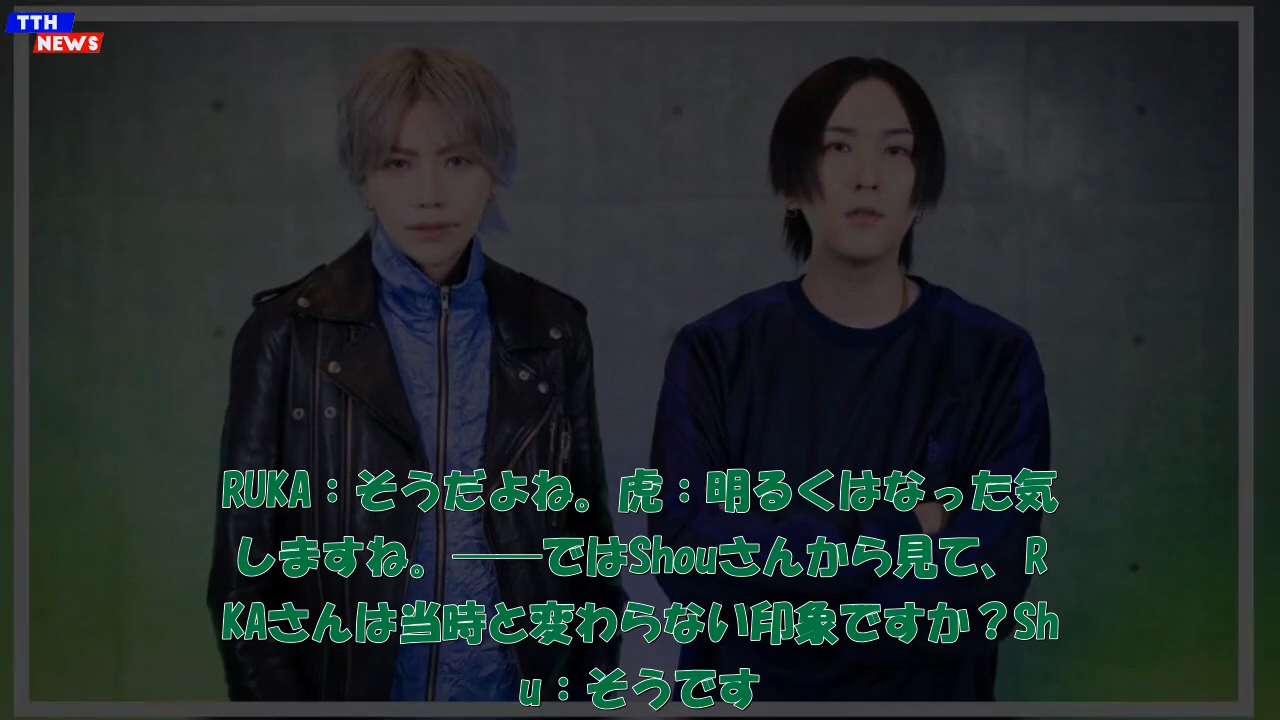 TTH
NEWS
RUKA：そうだよね。虎：明るくはなった気
しますね。――ではShouさんから見て、R
KAさんは当時と変わらない印象ですか？Sh
u：そうです